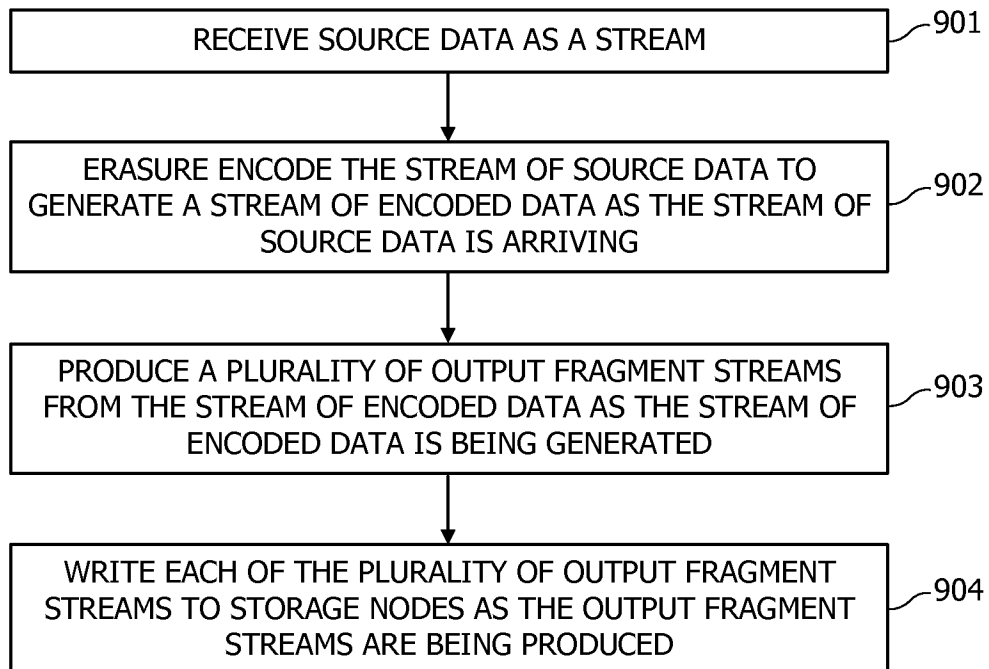 RECEIVE SOURCE DATA AS A STREAM
901
ERASURE ENCODE THE STREAM OF SOURCE DATA TO
GENERATE A STREAM OF ENCODED DATA AS THE STREAM OF
SOURCE DATA IS ARRIVING
902
PRODUCE A PLURALITY OF OUTPUT FRAGMENT STREAMS
FROM THE STREAM OF ENCODED DATA AS THE STREAM OF
ENCODED DATA IS BEING GENERATED
903
WRITE EACH OF THE PLURALITY OF OUTPUT FRAGMENT
STREAMS TO STORAGE NODES AS THE OUTPUT FRAGMENT
STREAMS ARE BEING PRODUCED
904